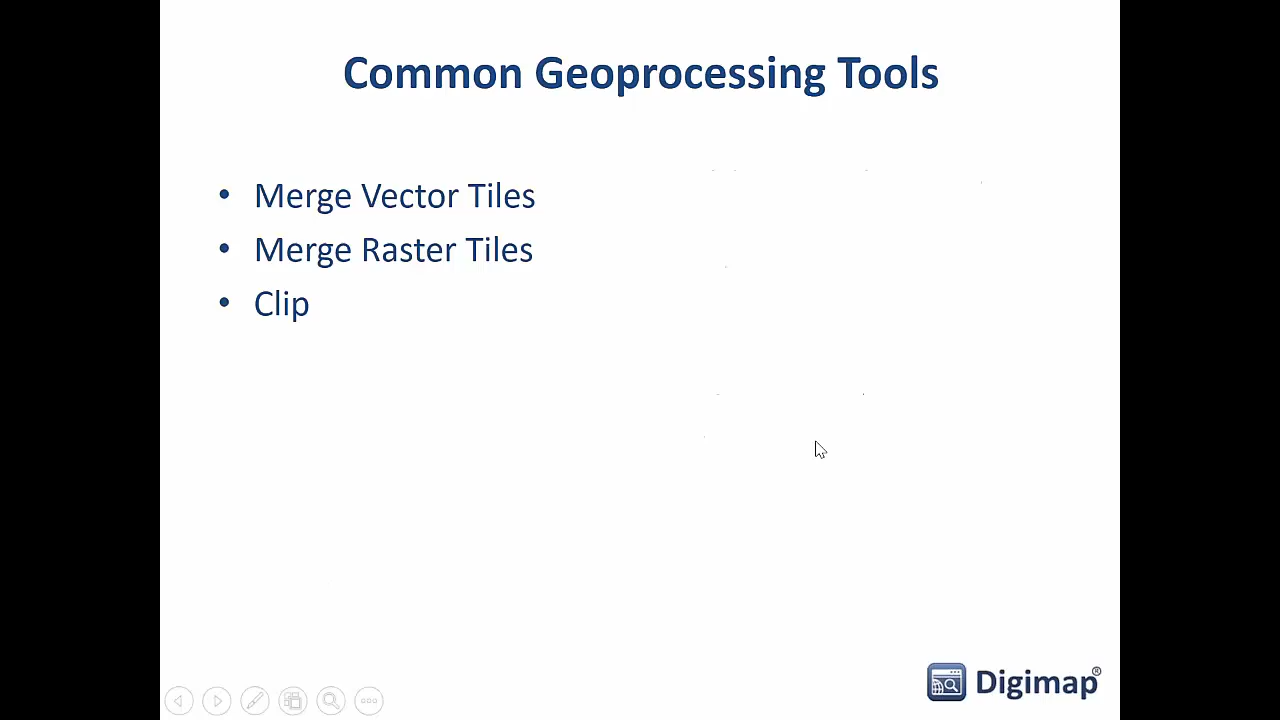 Common Geoprocessing Tools
• Merge Vector Tiles
• Merge Raster Tiles
• Clip
Digimap®